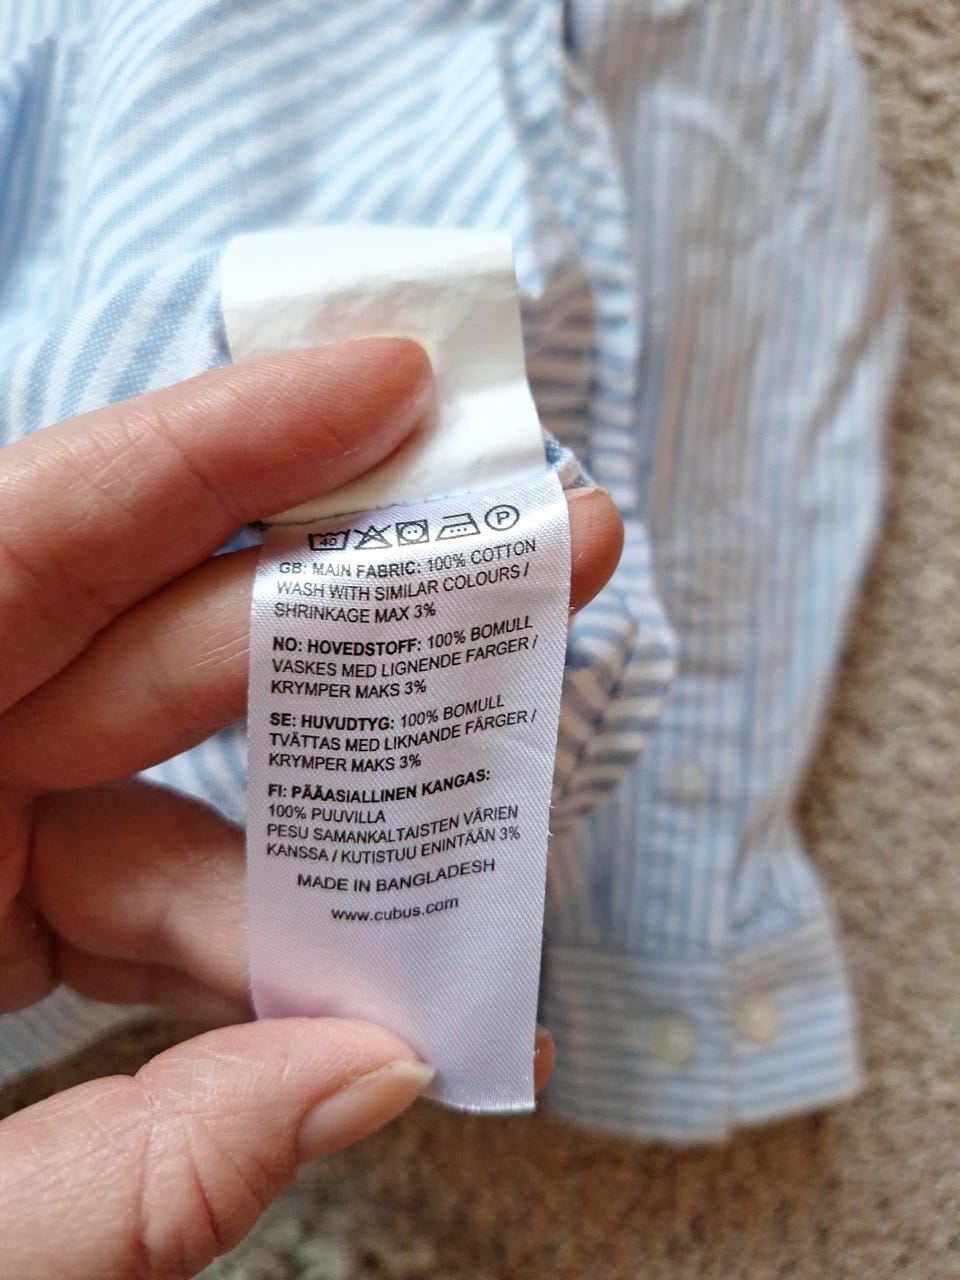 40 P
GB: MAIN FABRIC: 100% COTTON
WASH WITH SIMILAR COLOURS /
SHRINKAGE MAX 3%
NO: HOVEDSTOFF: 100% BOMULL
VASKES MED LIGNENDE FARGER /
KRYMPER MAKS 3%
SE: HUVUDTYG: 100% BOMULL
TVÄTTAS MED LIKNANDE FÄRGER /
KRYMPER MAKS 3%
FI: PÄÄASIALLINEN KANGAS:
100% PUUVILLA
PESU SAMANKALTAISTEN VÄRIEN
KANSSA / KUTISTUU ENINTÄÄN 3%
MADE IN BANGLADESH
www.cubus.com